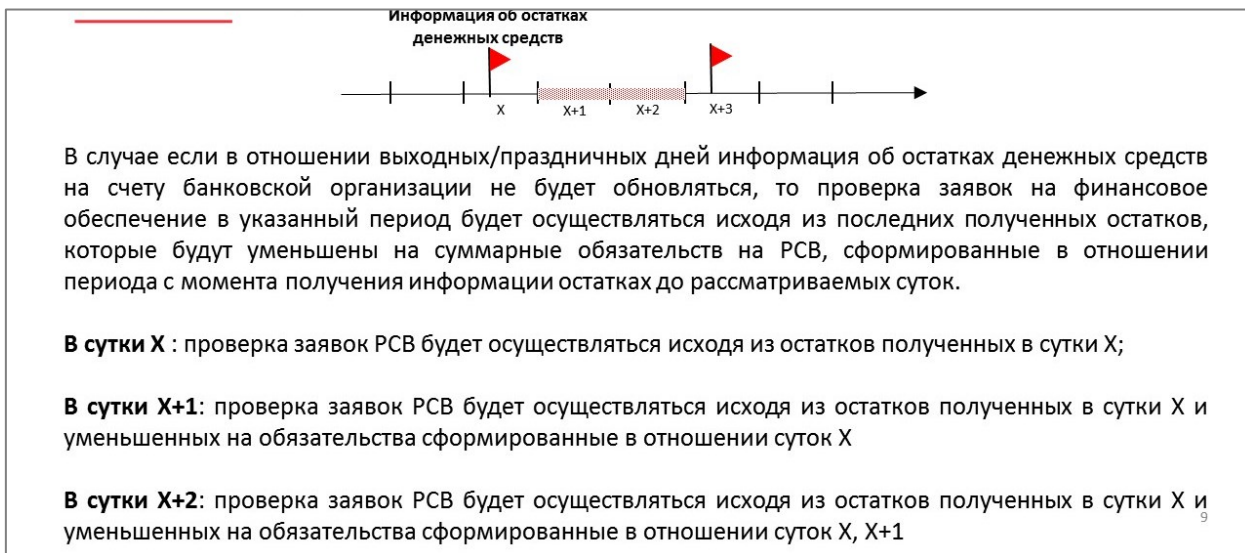 Информация об остатках
денежных средств
X X+1 X+2 X+3
В случае если в отношении выходных/праздничных дней информация об остатках денежных средств
на счету банковской организации не будет обновляться, то проверка заявок на финансовое
обеспечение в указанный период будет осуществляться исходя из последних полученных остатков,
которые будут уменьшены на суммарные обязательств на РСВ, сформированные в отношении
периода с момента получения информации остатках до рассматриваемых суток.
В сутки X : проверка заявок РСВ будет осуществляться исходя из остатков полученных в сутки X;
В сутки X+1: проверка заявок РСВ будет осуществляться исходя из остатков полученных в сутки X и
уменьшенных на обязательства сформированные в отношении суток X
В сутки X+2: проверка заявок РСВ будет осуществляться исходя из остатков полученных в сутки X и
уменьшенных на обязательства сформированные в отношении суток X, X+1
9